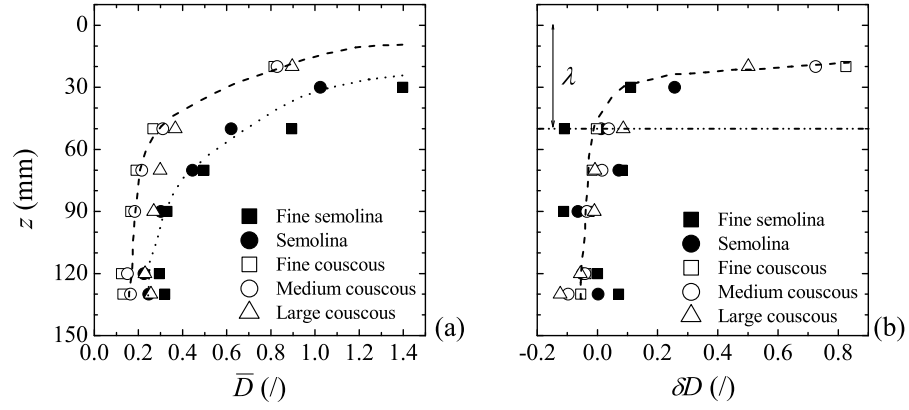 0
30
60
90
120
150
z (mm)
0.0 0.2 0.4 0.6 0.8 1.0 1.2 1.4
D̅ (/)
Fine semolina
Semolina
Fine couscous
Medium couscous
Large couscous
(a)
λ
-0.2 0.0 0.2 0.4 0.6 0.8
δD (/)
Fine semolina
Semolina
Fine couscous
Medium couscous
Large couscous
(b)